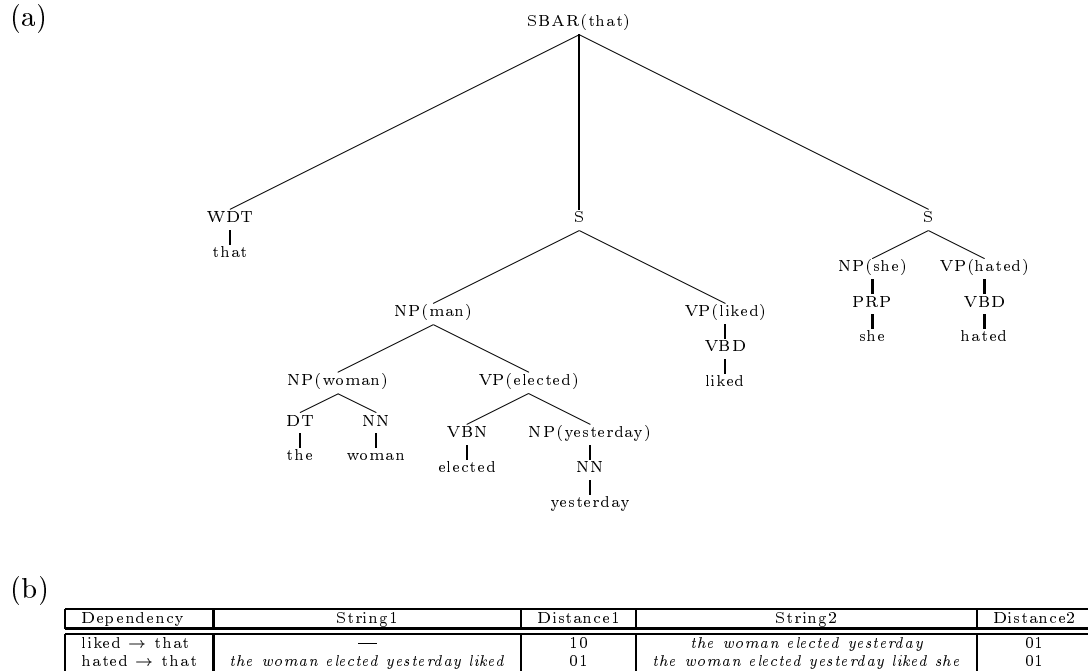 (a)
SBAR(that)
WDT S S
that
NP(she) VP(hated)
PRP VBD
she hated
NP(man) VP(liked)
VBD
liked
NP(woman) VP(elected)
DT NN VBN NP(yesterday)
the woman elected NN
yesterday
(b)
Dependency String1 Distance1 String2 Distance2
liked → that — 10 the woman elected yesterday 01
hated → that the woman elected yesterday liked 01 the woman elected yesterday liked she 01